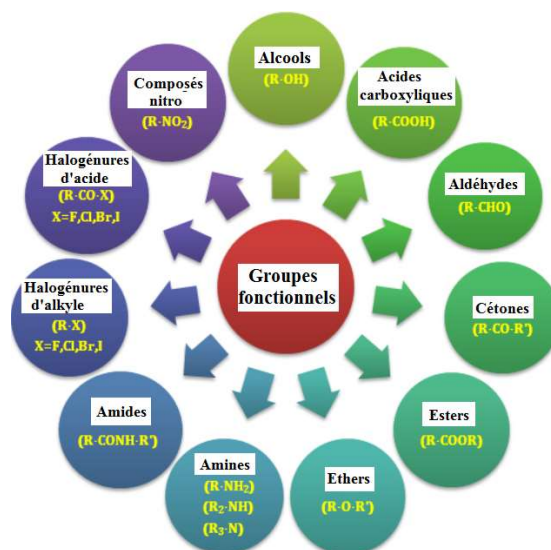 Groupes
fonctionnels
Alcools
(R-OH)
Acides
carboxyliques
(R-COOH)
Aldéhydes
(R-CHO)
Cétones
(R-CO-R')
Esters
(R-COOR)
Ethers
(R-O-R')
Amines
(R-NH₂)
(R₂-NH)
(R₃-N)
Amides
(R-CONH-R')
Halogénures
d'alkyle
(R-X)
X=F,Cl,Br,I
Halogénures
d'acide
(R-CO-X)
X=F,Cl,Br,I
Composés
nitro
(R-NO₂)